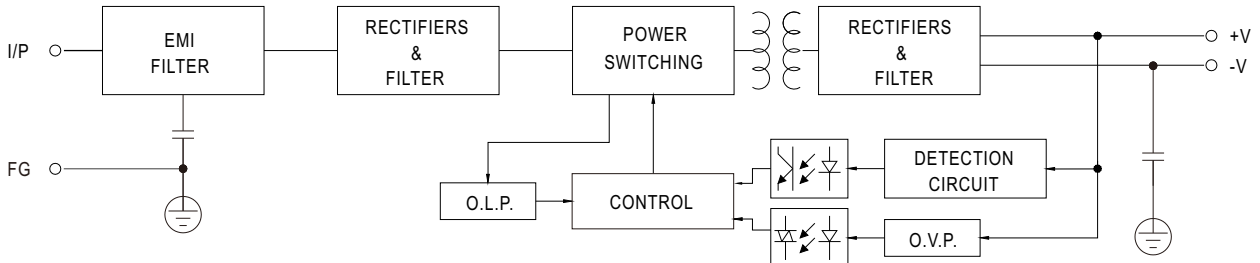 I/P
EMI
FILTER
RECTIFIERS
&
FILTER
POWER
SWITCHING
RECTIFIERS
&
FILTER
+V
-V
FG
O.L.P.
CONTROL
DETECTION
CIRCUIT
O.V.P.